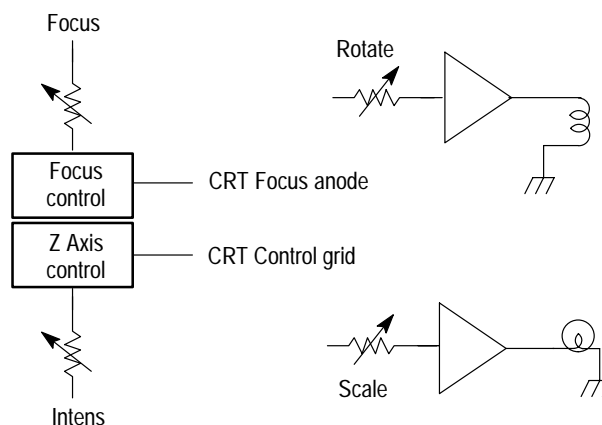 Focus
Focus
control
CRT Focus anode
Z Axis
control
CRT Control grid
Intens
Rotate
Scale